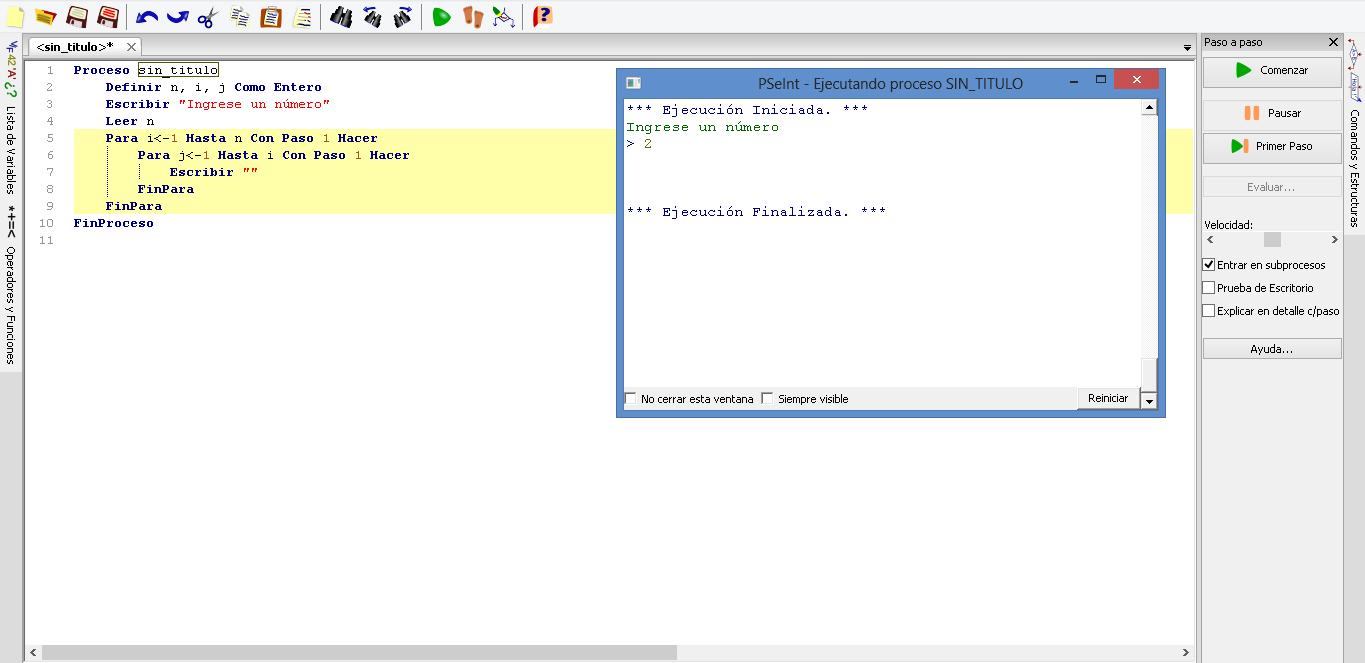 <sin_titulo>*
1 Proceso sin_titulo
2 Definir n, i, j Como Entero
3 Escribir "Ingrese un número"
4 Leer n
5 Para i<-1 Hasta n Con Paso 1 Hacer
6 Para j<-1 Hasta i Con Paso 1 Hacer
7 Escribir ""
8 FinPara
9 FinPara
10 FinProceso
11
PSeInt - Ejecutando proceso SIN_TITULO
*** Ejecución Iniciada. ***
Ingrese un número
> 2
*** Ejecución Finalizada. ***
No cerrar esta ventana
Siempre visible
Reiniciar
Lista de Variables
*+=<
Operadores y Funciones
Paso a paso
Comenzar
Pausar
Primer Paso
Evaluar...
Velocidad:
Entrar en subprocesos
Prueba de Escritorio
Explicar en detalle c/paso
Ayuda...
Comandos y Estructuras